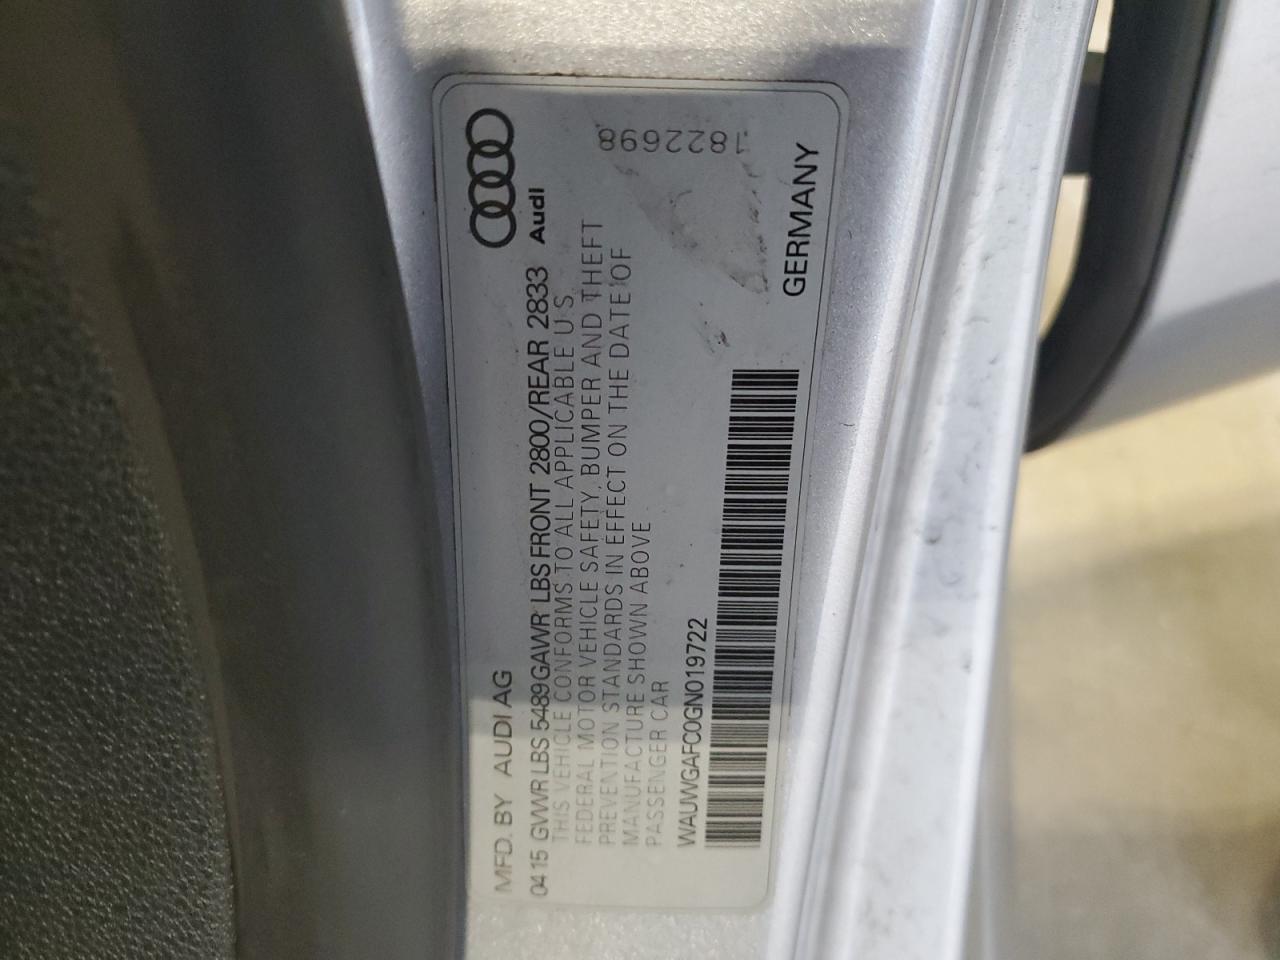 MFD. BY AUDI AG
Audi
04 15 GVWR LBS 5489 GAWR LBS FRONT 2800/REAR 2833
THIS VEHICLE CONFORMS TO ALL APPLICABLE U S
FEDERAL MOTOR VEHICLE SAFETY, BUMPER AND THEFT
PREVENTION STANDARDS IN EFFECT ON THE DATE OF
MANUFACTURE SHOWN ABOVE
PASSENGER CAR
1822698
WAUWGAFC0GN019722
GERMANY